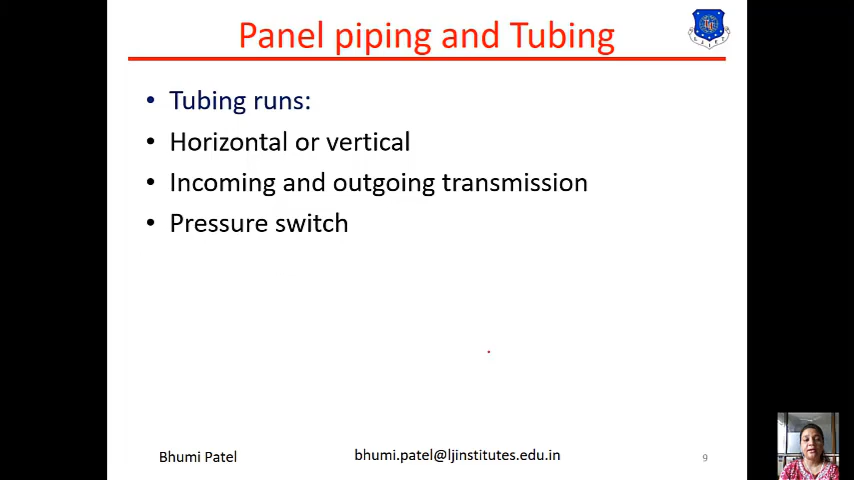 Panel piping and Tubing
• Tubing runs:
• Horizontal or vertical
• Incoming and outgoing transmission
• Pressure switch
Bhumi Patel
bhumi.patel@ljinstitutes.edu.in
9